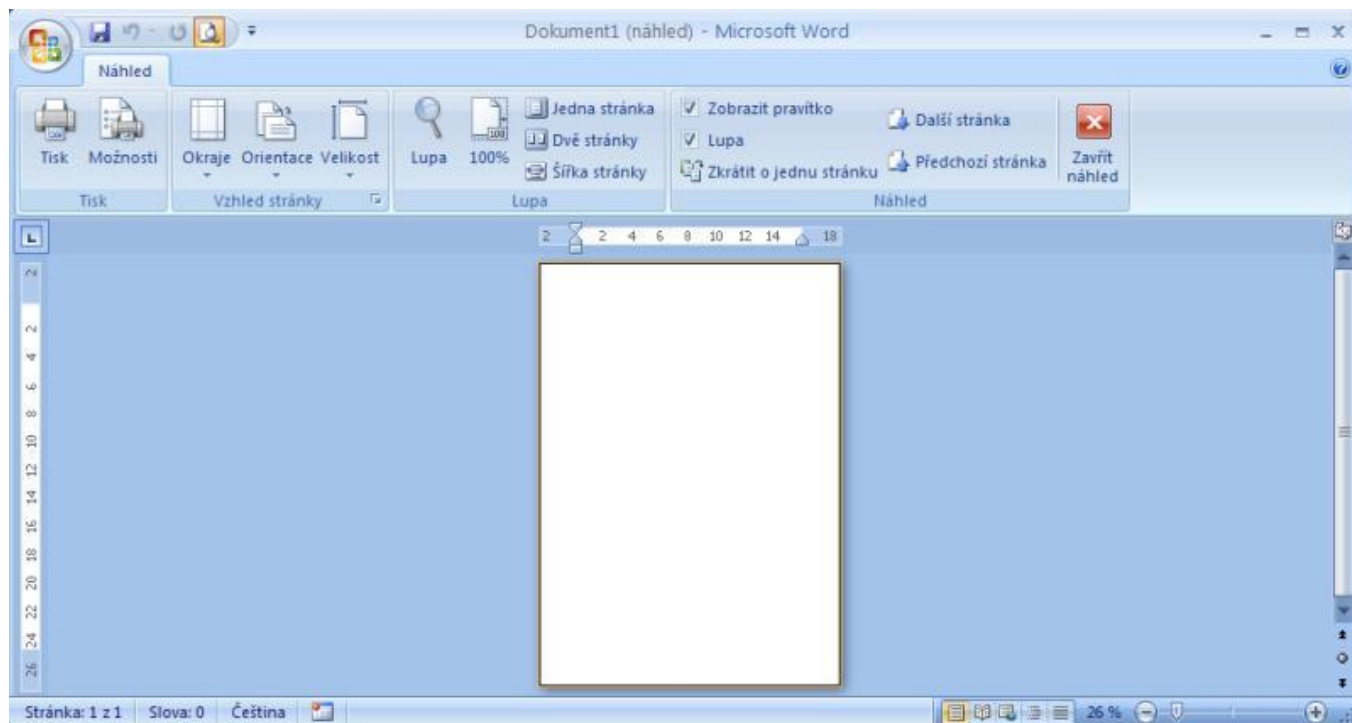 Dokument1 (náhled) - Microsoft Word
Náhled
Tisk
Možnosti
Okraje
Orientace
Velikost
Lupa
100%
Jedna stránka
Dvě stránky
Šířka stránky
Zobrazit pravítko
Lupa
Zkrátit o jednu stránku
Další stránka
Předchozí stránka
Zavřít
náhled
Tisk
Vzhled stránky
Lupa
Náhled
2 2 4 6 8 10 12 14 18
2
2
4
6
8
10
12
14
16
18
20
22
24
26
Stránka: 1 z 1 Slova: 0 Čeština 26 %